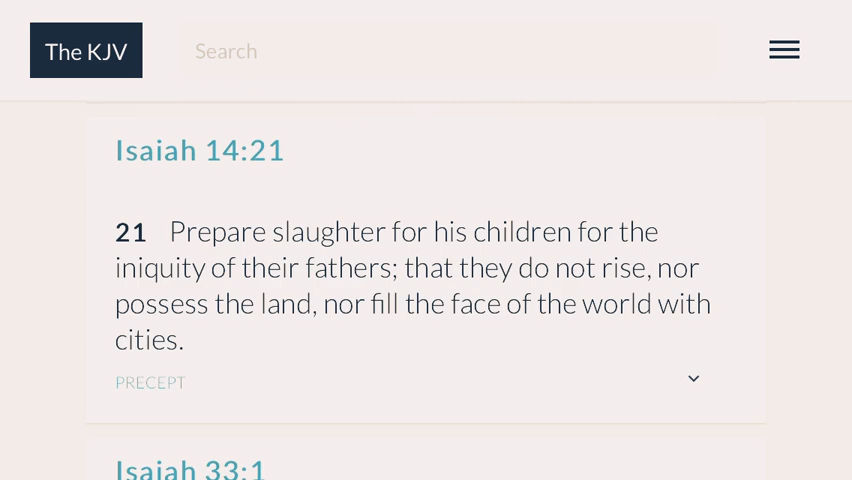 The KJV
Search
Isaiah 14:21
21 Prepare slaughter for his children for the
iniquity of their fathers; that they do not rise, nor
possess the land, nor fill the face of the world with
cities.
PRECEPT
Isaiah 33:1